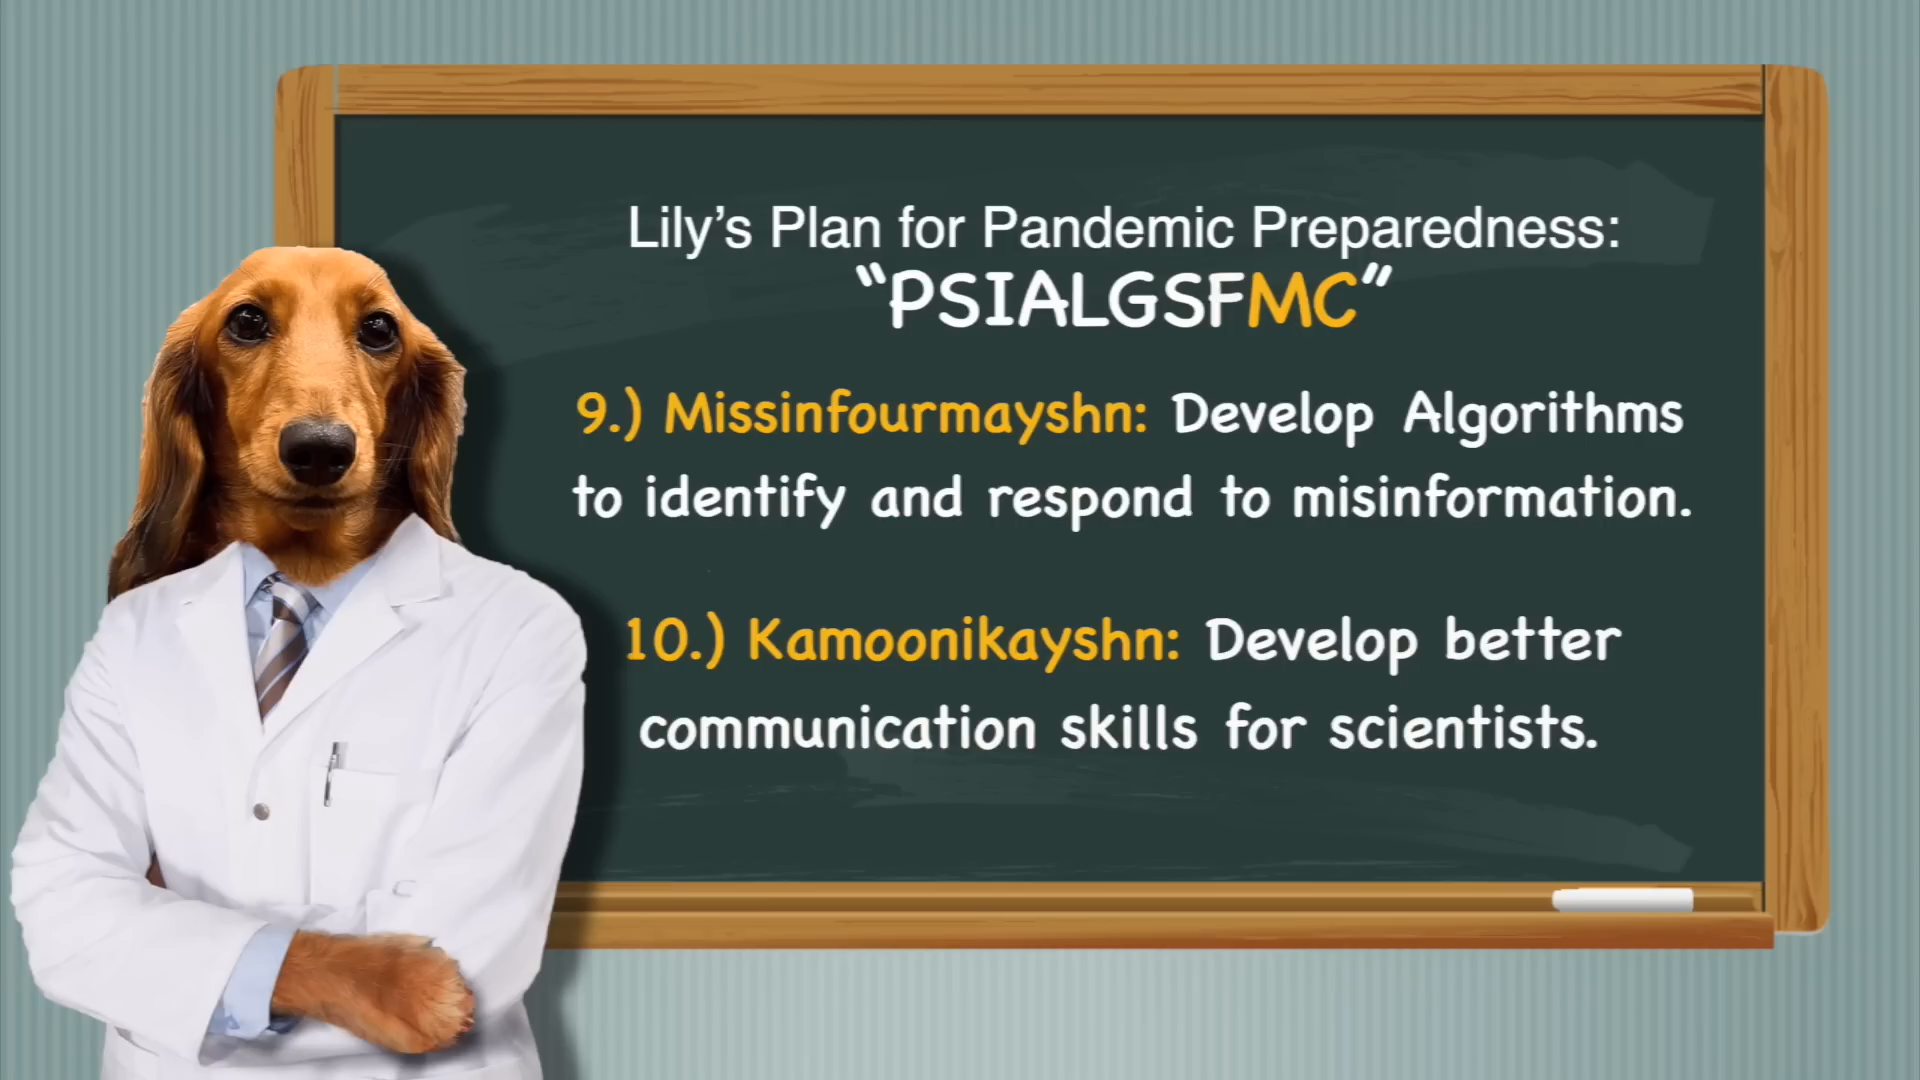 Lily’s Plan for Pandemic Preparedness:
“PSIALGSFMC”
9.) Missinfourmayshn: Develop Algorithms
to identify and respond to misinformation.
10.) Kamoonikayshn: Develop better
communication skills for scientists.